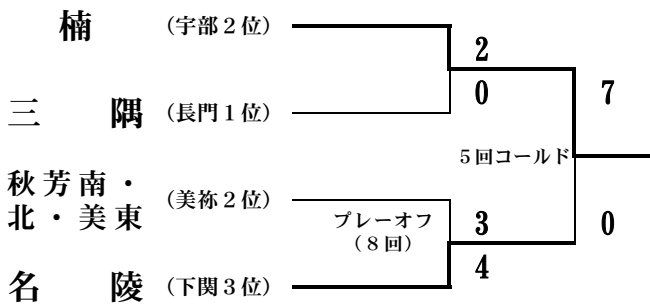 楠 （宇部２位）
2
0
7
三隅 （長門１位）
５回コールド
秋芳南・
北・美東
（美祢２位）
プレーオフ
（８回）
3
4
0
名陵 （下関３位）